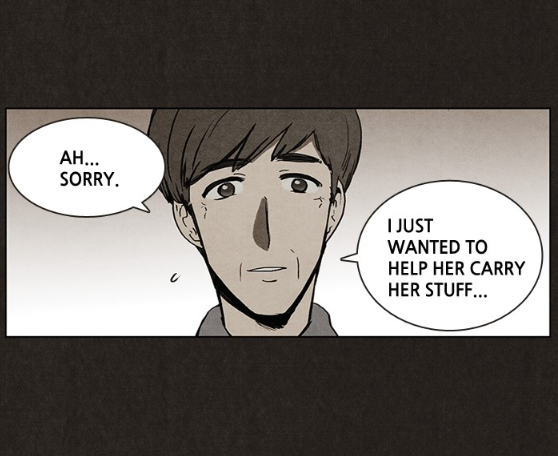 AH...
SORRY.
I JUST
WANTED TO
HELP HER CARRY
HER STUFF...